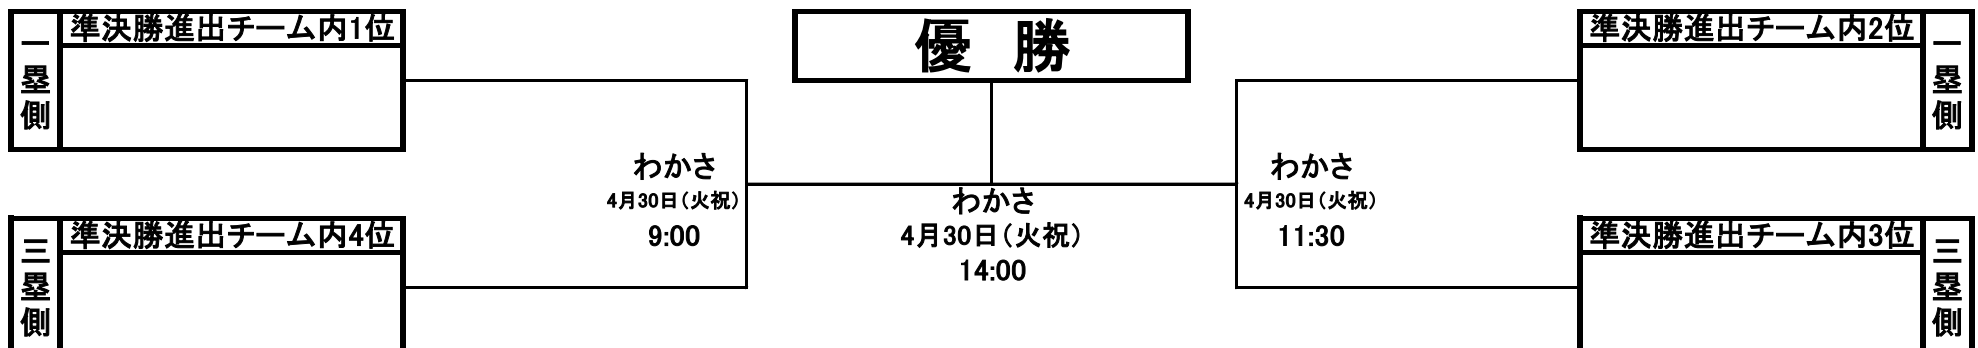 一塁側
準決勝進出チーム内1位
優　勝
準決勝進出チーム内2位
一塁側
わかさ
4月30日（火祝）
9:00
わかさ
4月30日（火祝）
14:00
わかさ
4月30日（火祝）
11:30
三塁側
準決勝進出チーム内4位
準決勝進出チーム内3位
三塁側